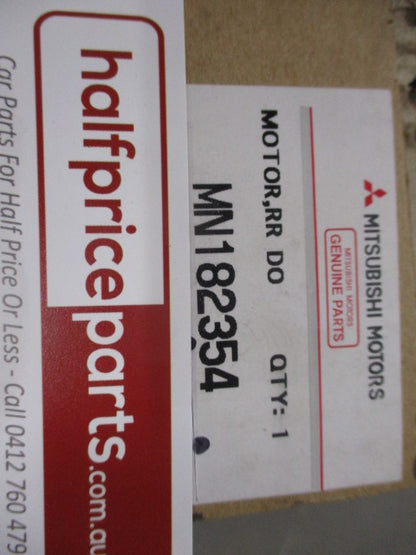 MITSUBISHI MOTORS
MITSUBISHI MOTORS
GENUINE PARTS
MOTOR,RR DO QTY: 1
MN182354
halfpriceparts.com.au
Car Parts For Half Price Or Less - Call 0412 760 479